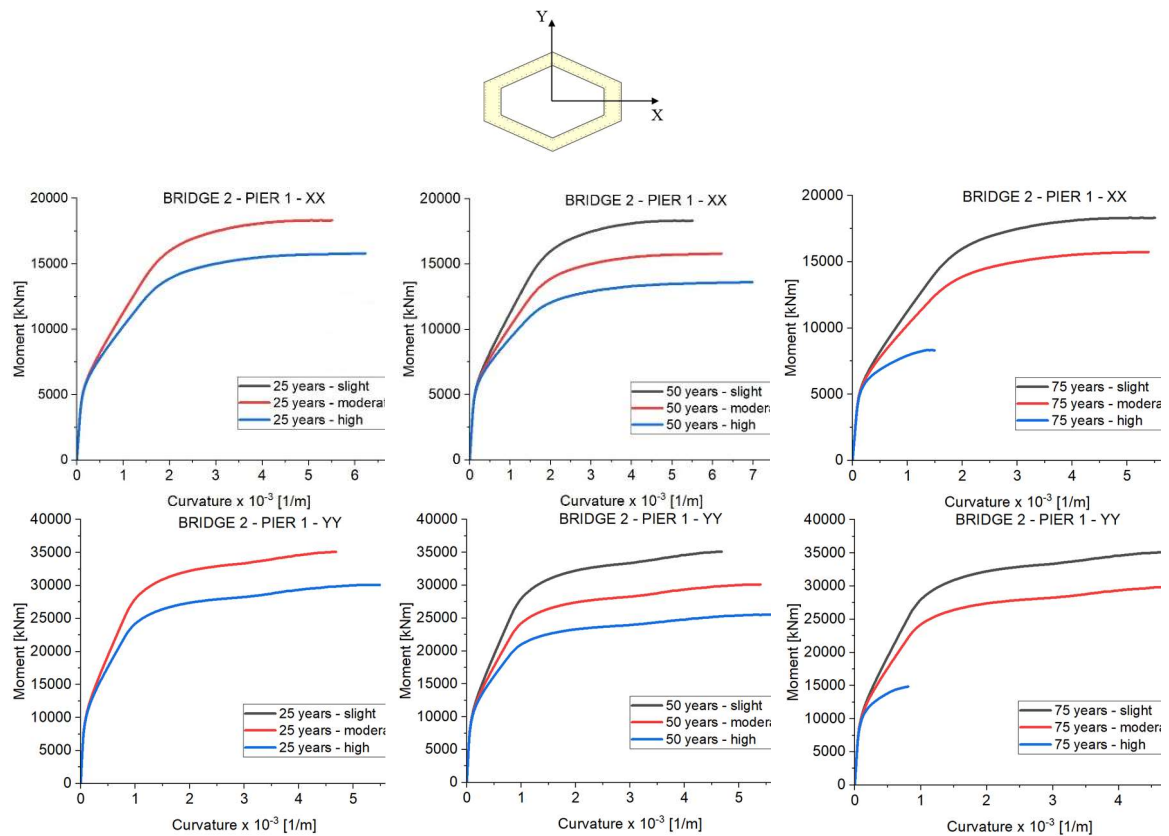 Y
X
BRIDGE 2 - PIER 1 - XX
20000
15000
10000
5000
0
Moment [kNm]
25 years - slight
25 years - moderat
25 years - high
0 1 2 3 4 5 6
Curvature x 10-3 [1/m]
BRIDGE 2 - PIER 1 - XX
20000
15000
10000
5000
0
Moment [kNm]
50 years - slight
50 years - modera
50 years - high
0 1 2 3 4 5 6 7
Curvature x 10-3 [1/m]
BRIDGE 2 - PIER 1 - XX
20000
15000
10000
5000
0
Moment [kNm]
75 years - slight
75 years - modera
75 years - high
0 1 2 3 4 5
Curvature x 10-3 [1/m]
BRIDGE 2 - PIER 1 - YY
40000
35000
30000
25000
20000
15000
10000
5000
0
Moment [kNm]
25 years - slight
25 years - modera
25 years - high
0 1 2 3 4 5
Curvature x 10-3 [1/m]
BRIDGE 2 - PIER 1 - YY
40000
35000
30000
25000
20000
15000
10000
5000
0
Moment [kNm]
50 years - slight
50 years - modera
50 years - high
0 1 2 3 4 5
Curvature x 10-3 [1/m]
BRIDGE 2 - PIER 1 - YY
40000
35000
30000
25000
20000
15000
10000
5000
0
Moment [kNm]
75 years - slight
75 years - modera
75 years - high
0 1 2 3 4
Curvature x 10-3 [1/m]